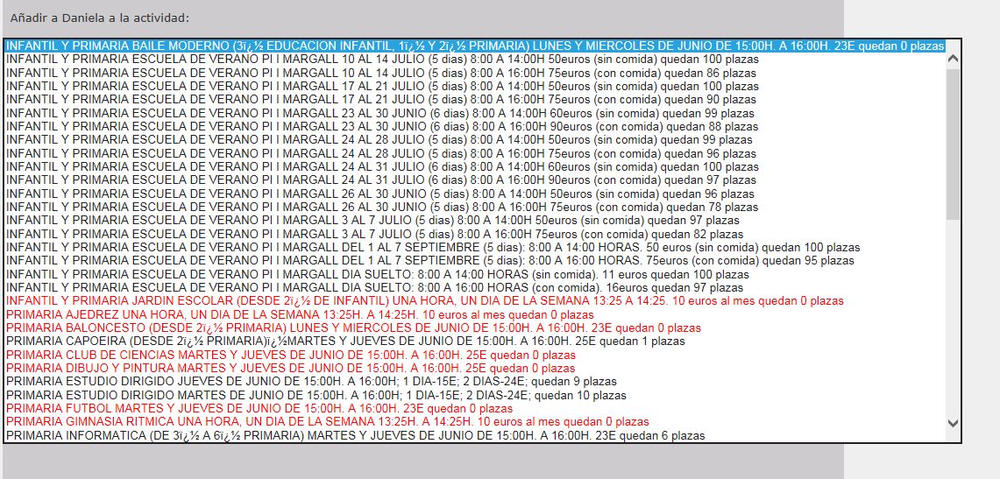 Añadir a Daniela a la actividad:
INFANTIL Y PRIMARIA BAILE MODERNO (3ï¿½ EDUCACION INFANTIL, 1ï¿½ Y 2ï¿½ PRIMARIA) LUNES Y MIERCOLES DE JUNIO DE 15:00H. A 16:00H. 23E quedan 0 plazas
INFANTIL Y PRIMARIA ESCUELA DE VERANO PI I MARGALL 10 AL 14 JULIO (5 dias) 8:00 A 14:00H 50euros (sin comida) quedan 100 plazas
INFANTIL Y PRIMARIA ESCUELA DE VERANO PI I MARGALL 10 AL 14 JULIO (5 dias) 8:00 A 16:00H 75euros (con comida) quedan 86 plazas
INFANTIL Y PRIMARIA ESCUELA DE VERANO PI I MARGALL 17 AL 21 JULIO (5 dias) 8:00 A 14:00H 50euros (sin comida) quedan 100 plazas
INFANTIL Y PRIMARIA ESCUELA DE VERANO PI I MARGALL 17 AL 21 JULIO (5 dias) 8:00 A 16:00H 75euros (con comida) quedan 90 plazas
INFANTIL Y PRIMARIA ESCUELA DE VERANO PI I MARGALL 23 AL 30 JUNIO (6 dias) 8:00 A 14:00H 60euros (sin comida) quedan 99 plazas
INFANTIL Y PRIMARIA ESCUELA DE VERANO PI I MARGALL 23 AL 30 JUNIO (6 dias) 8:00 A 16:00H 90euros (con comida) quedan 88 plazas
INFANTIL Y PRIMARIA ESCUELA DE VERANO PI I MARGALL 24 AL 28 JULIO (5 dias) 8:00 A 14:00H 50euros (sin comida) quedan 99 plazas
INFANTIL Y PRIMARIA ESCUELA DE VERANO PI I MARGALL 24 AL 28 JULIO (5 dias) 8:00 A 16:00H 75euros (con comida) quedan 96 plazas
INFANTIL Y PRIMARIA ESCUELA DE VERANO PI I MARGALL 24 AL 31 JULIO (6 dias) 8:00 A 14:00H 60euros (sin comida) quedan 100 plazas
INFANTIL Y PRIMARIA ESCUELA DE VERANO PI I MARGALL 24 AL 31 JULIO (6 dias) 8:00 A 16:00H 90euros (con comida) quedan 97 plazas
INFANTIL Y PRIMARIA ESCUELA DE VERANO PI I MARGALL 26 AL 30 JUNIO (5 dias) 8:00 A 14:00H 50euros (sin comida) quedan 96 plazas
INFANTIL Y PRIMARIA ESCUELA DE VERANO PI I MARGALL 26 AL 30 JUNIO (5 dias) 8:00 A 16:00H 75euros (con comida) quedan 78 plazas
INFANTIL Y PRIMARIA ESCUELA DE VERANO PI I MARGALL 3 AL 7 JULIO (5 dias) 8:00 A 14:00H 50euros (sin comida) quedan 97 plazas
INFANTIL Y PRIMARIA ESCUELA DE VERANO PI I MARGALL 3 AL 7 JULIO (5 dias) 8:00 A 16:00H 75euros (con comida) quedan 82 plazas
INFANTIL Y PRIMARIA ESCUELA DE VERANO PI I MARGALL DEL 1 AL 7 SEPTIEMBRE (5 dias): 8:00 A 14:00 HORAS. 50 euros (sin comida) quedan 100 plazas
INFANTIL Y PRIMARIA ESCUELA DE VERANO PI I MARGALL DEL 1 AL 7 SEPTIEMBRE (5 dias): 8:00 A 16:00 HORAS. 75euros (con comida) quedan 95 plazas
INFANTIL Y PRIMARIA ESCUELA DE VERANO PI I MARGALL DIA SUELTO: 8:00 A 14:00 HORAS (sin comida). 11 euros quedan 100 plazas
INFANTIL Y PRIMARIA ESCUELA DE VERANO PI I MARGALL DIA SUELTO: 8:00 A 16:00 HORAS (con comida). 16euros quedan 97 plazas
INFANTIL Y PRIMARIA JARDIN ESCOLAR (DESDE 2ï¿½ DE INFANTIL) UNA HORA, UN DIA DE LA SEMANA 13:25 A 14:25. 10 euros al mes quedan 0 plazas
PRIMARIA AJEDREZ UNA HORA, UN DIA DE LA SEMANA 13:25H. A 14:25H. 10 euros al mes quedan 0 plazas
PRIMARIA BALONCESTO (DESDE 2ï¿½ PRIMARIA) LUNES Y MIERCOLES DE JUNIO DE 15:00H. A 16:00H. 23E quedan 0 plazas
PRIMARIA CAPOEIRA (DESDE 2ï¿½ PRIMARIA)ï¿½MARTES Y JUEVES DE JUNIO DE 15:00H. A 16:00H. 25E quedan 1 plazas
PRIMARIA CLUB DE CIENCIAS MARTES Y JUEVES DE JUNIO DE 15:00H. A 16:00H. 25E quedan 0 plazas
PRIMARIA DIBUJO Y PINTURA MARTES Y JUEVES DE JUNIO DE 15:00H. A 16:00H. 25E quedan 0 plazas
PRIMARIA ESTUDIO DIRIGIDO JUEVES DE JUNIO DE 15:00H. A 16:00H; 1 DIA-15E; 2 DIAS-24E; quedan 9 plazas
PRIMARIA ESTUDIO DIRIGIDO MARTES DE JUNIO DE 15:00H. A 16:00H; 1 DIA-15E; 2 DIAS-24E; quedan 10 plazas
PRIMARIA FUTBOL MARTES Y JUEVES DE JUNIO DE 15:00H. A 16:00H. 23E quedan 0 plazas
PRIMARIA GIMNASIA RITMICA UNA HORA, UN DIA DE LA SEMANA 13:25H. A 14:25H. 10 euros al mes quedan 0 plazas
PRIMARIA INFORMATICA (DE 3ï¿½ A 6ï¿½ PRIMARIA) MARTES Y JUEVES DE JUNIO DE 15:00H. A 16:00H. 23E quedan 6 plazas